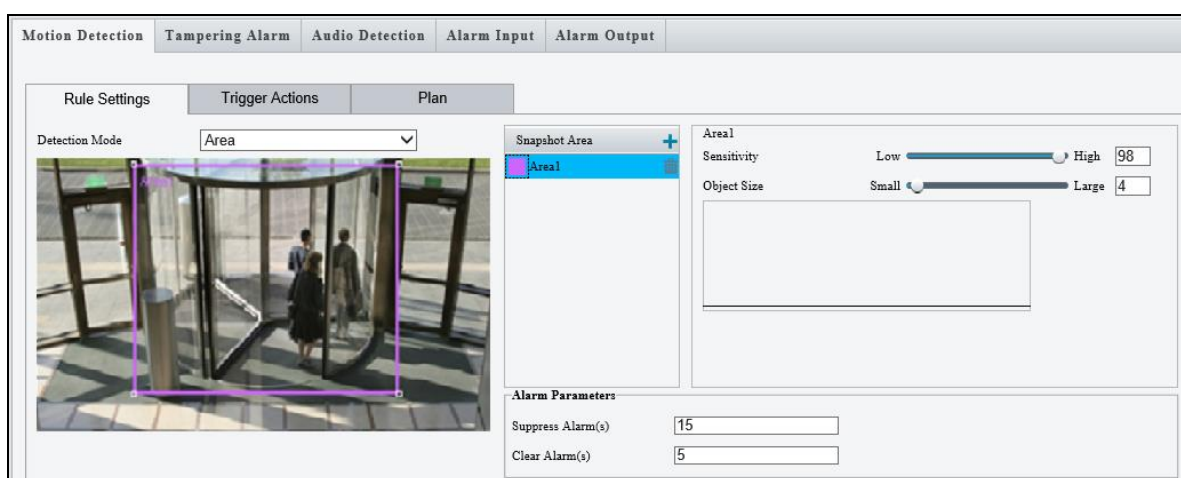 Motion Detection Tampering Alarm Audio Detection Alarm Input Alarm Output
Rule Settings Trigger Actions Plan
Detection Mode Area
Snapshot Area
Area1
Area1
Sensitivity Low High 98
Object Size Small Large 4
Alarm Parameters
Suppress Alarm(s) 15
Clear Alarm(s) 5